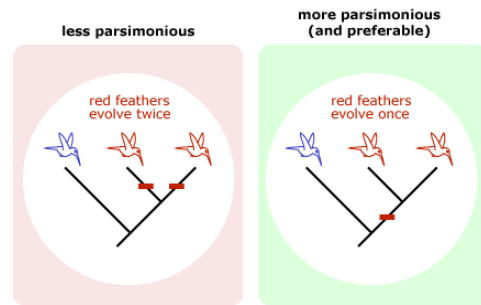 less parsimonious
red feathers
evolve twice
more parsimonious
(and preferable)
red feathers
evolve once